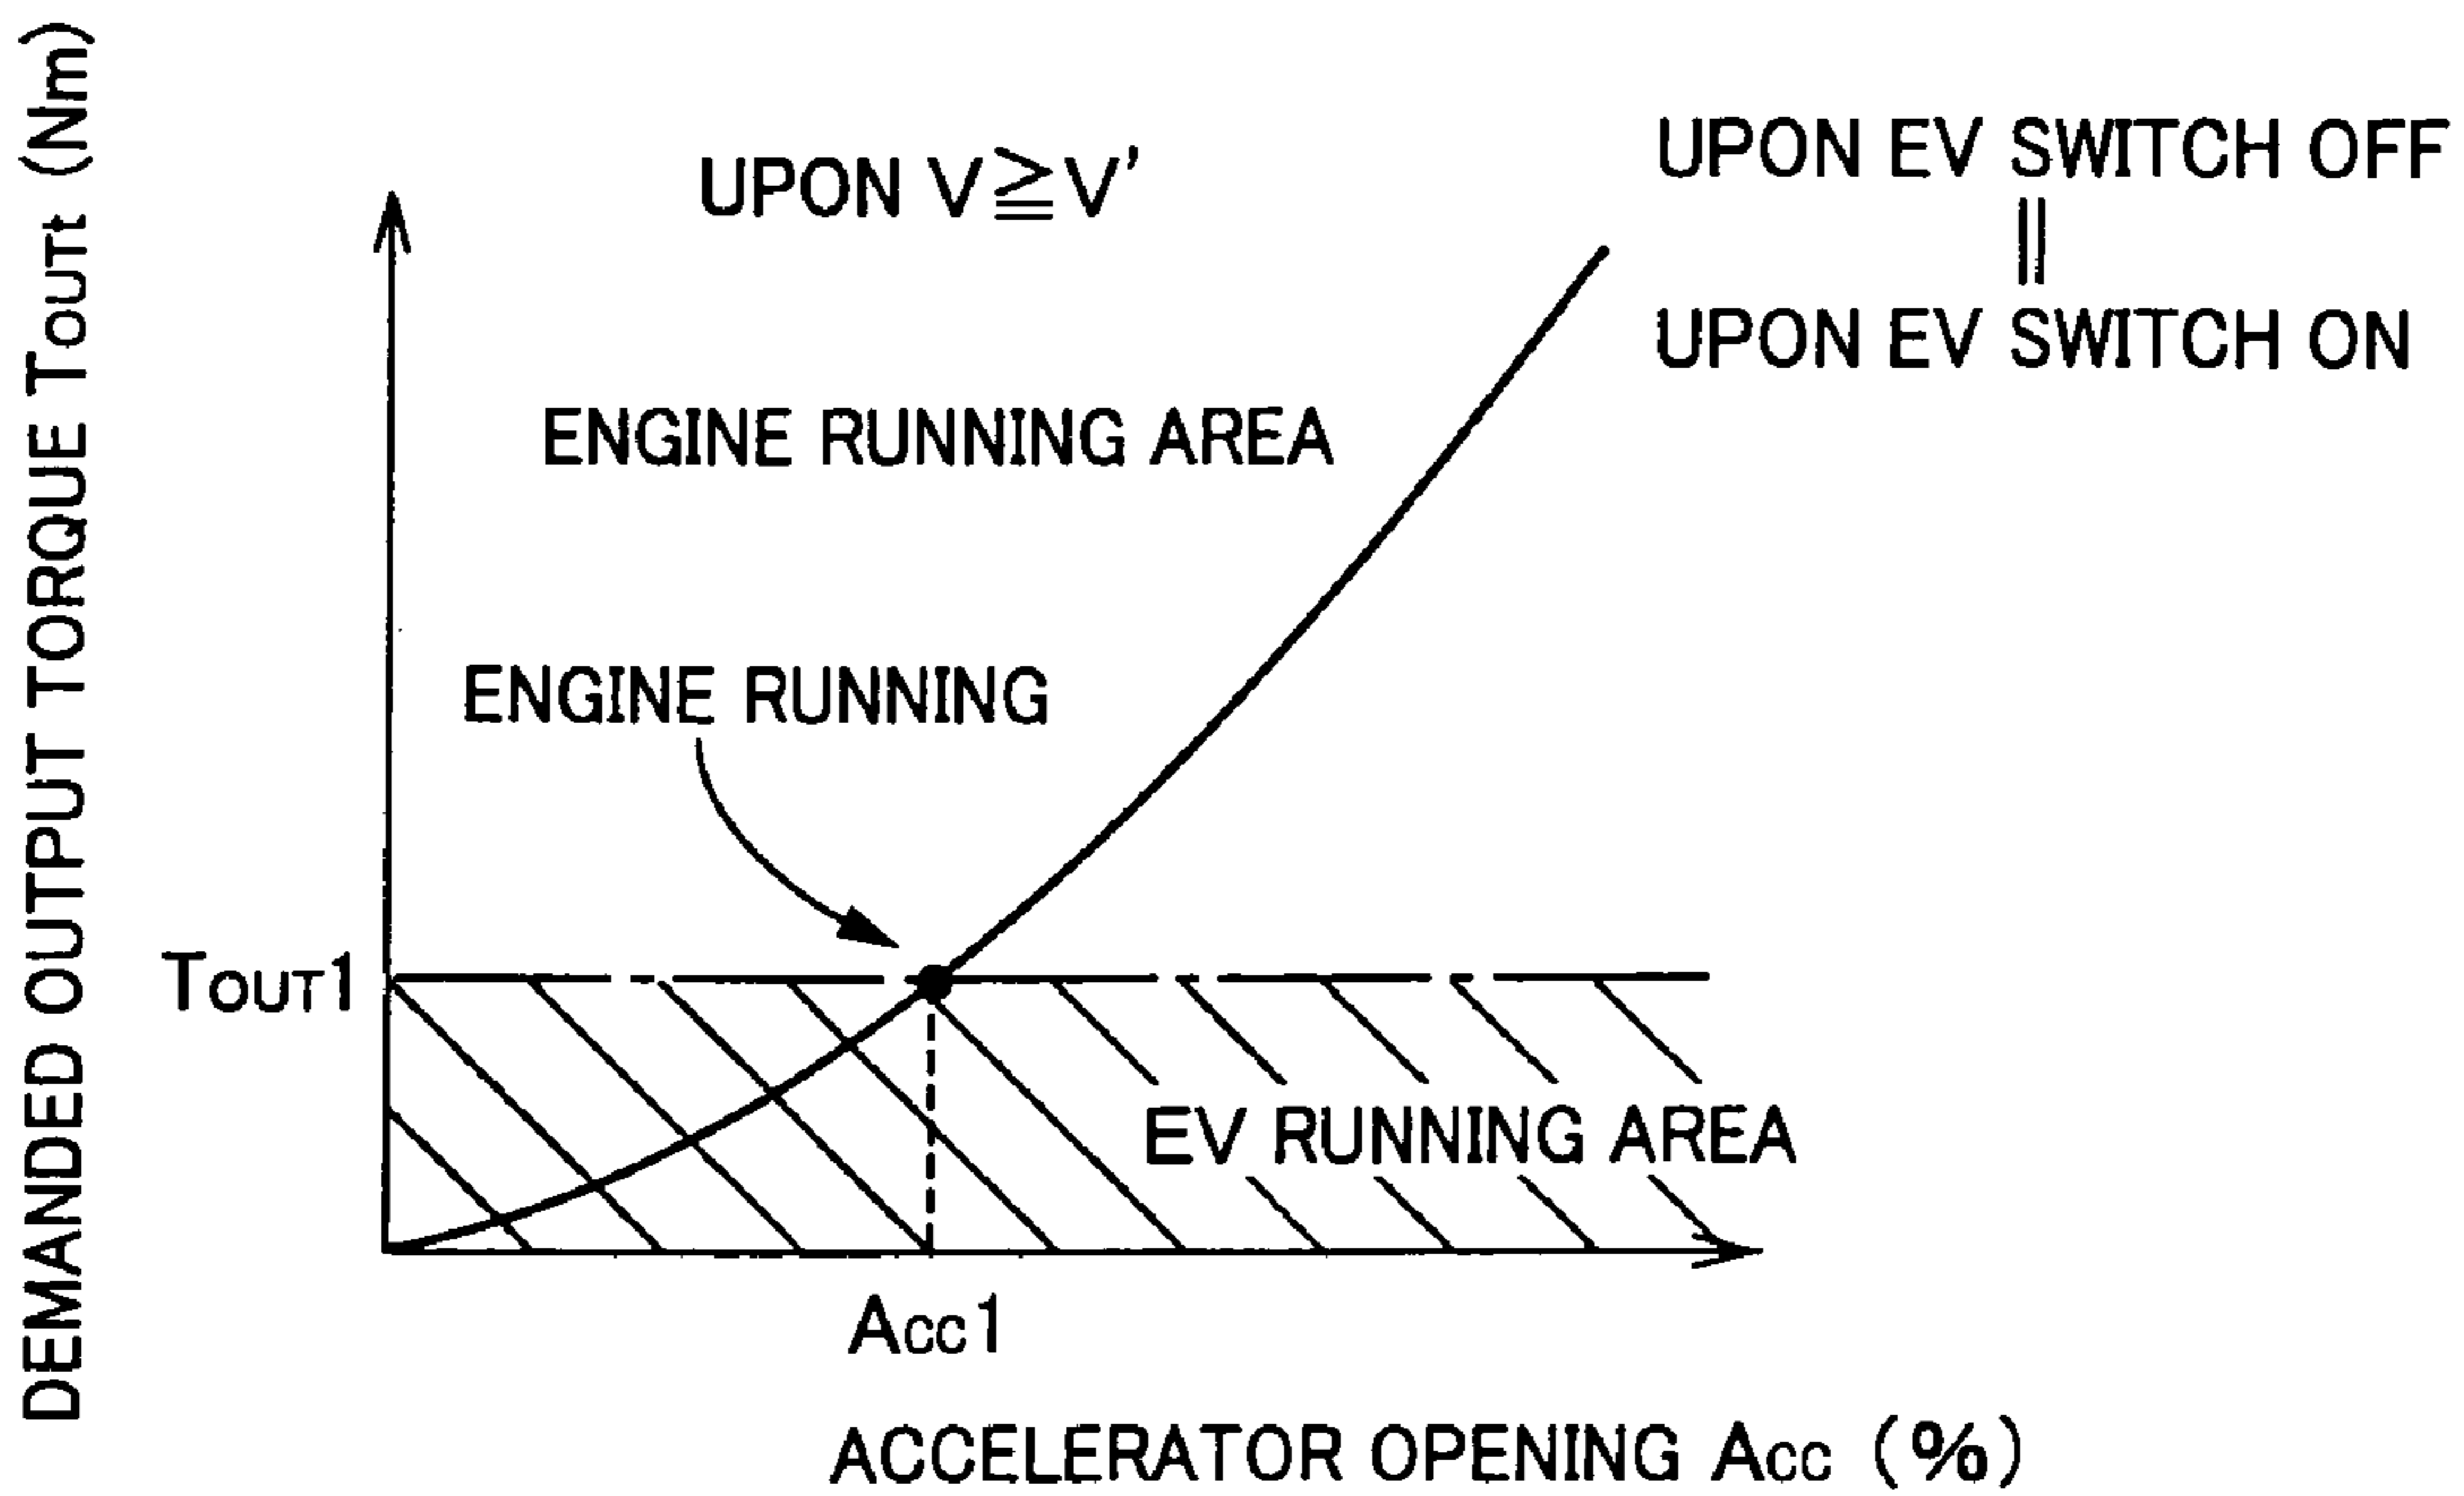 DEMANDED OUTPUT TORQUE TOUTt (Nm)
UPON V≧V'
UPON EV SWITCH OFF
||
UPON EV SWITCH ON
ENGINE RUNNING AREA
ENGINE RUNNING
TOUT1
EV RUNNING AREA
ACC1
ACCELERATOR OPENING ACC (%)